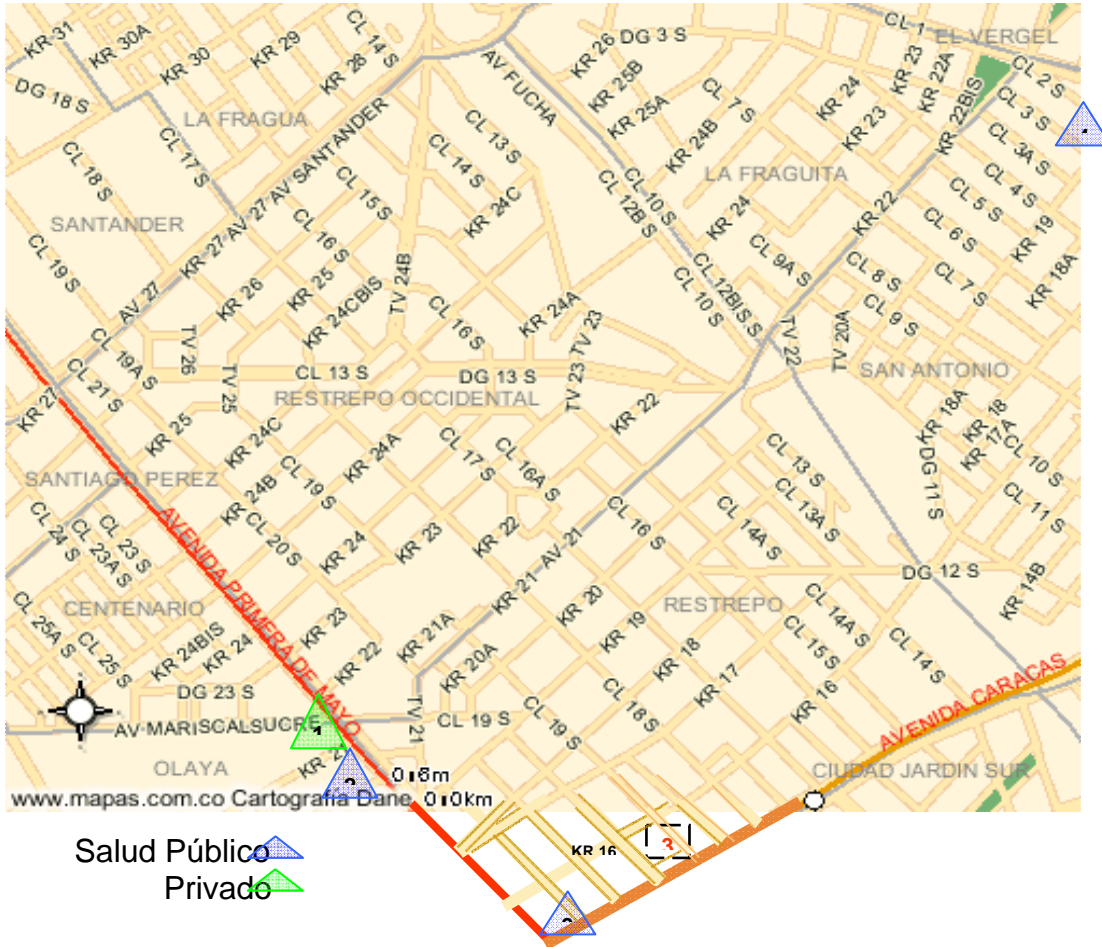 KR 31
KR 30A
KR 30
KR 29
CL 14 S
KR 28
DG 18 S
LA FRAGUA
CL 17 S
CL 18 S
AV FUCHA
KR 26
DG 3 S
KR 25B
KR 25A
CL 7 S
KR 24B
KR 24
KR 23
KR 23
KR 22A
CL 1
EL VERGEL
CL 2 S
CL 3 S
CL 3A S
CL 4 S
CL 5 S
CL 6 S
CL 7 S
KR 22BIS
KR 19
KR 18A
LA FRAGUITA
KR 22
CL 13 S
CL 14 S
KR 24C
CL 15 S
SANTANDER
KR 27 AV 27 AV SANTANDER
AV 27
CL 19 S
CL 16 S
KR 25
KR 26
KR 24CBIS
TV 24B
CL 16 S
KR 24A
TV 23
TV 23
CL 10 S
CL 12B S
CL 10 S
CL 12BIS S
KR 24
CL 9A S
CL 8 S
CL 9 S
TV 22
TV 20A
SAN ANTONIO
CL 19A S
CL 21 S
TV 26
TV 25
CL 13 S
DG 13 S
RESTREPO OCCIDENTAL
KR 27
KR 25
KR 24C
KR 24A
CL 17 S
CL 16A S
KR 22
KR 18A
KR 18
KR 17A
CL 10 S
DG 11 S
CL 11 S
SANTIAGO PEREZ
KR 24B
CL 19 S
CL 20 S
KR 24
KR 23
KR 22
CL 16 S
CL 13 S
CL 13A S
CL 14A S
DG 12 S
KR 14B
CL 24 S
CL 23A S
CL 23 S
AVENIDA PRIMERA DE MAYO
KR 21 AV 21
KR 20
KR 19
KR 18
KR 17
KR 16
RESTREPO
CL 14A S
CL 15 S
CL 14 S
CENTENARIO
CL 25A S
CL 25 S
KR 24BIS
KR 24
KR 23
KR 22
KR 21A
KR 20A
DG 23 S
AV MARISCAL SUCRE
TV 21
CL 19 S
CL 19 S
CL 18 S
AVENIDA CARACAS
1
OLAYA
CIUDAD JARDIN SUR
www.mapas.com.co Cartografía Dane
KR 16
3
Salud Público
Privado